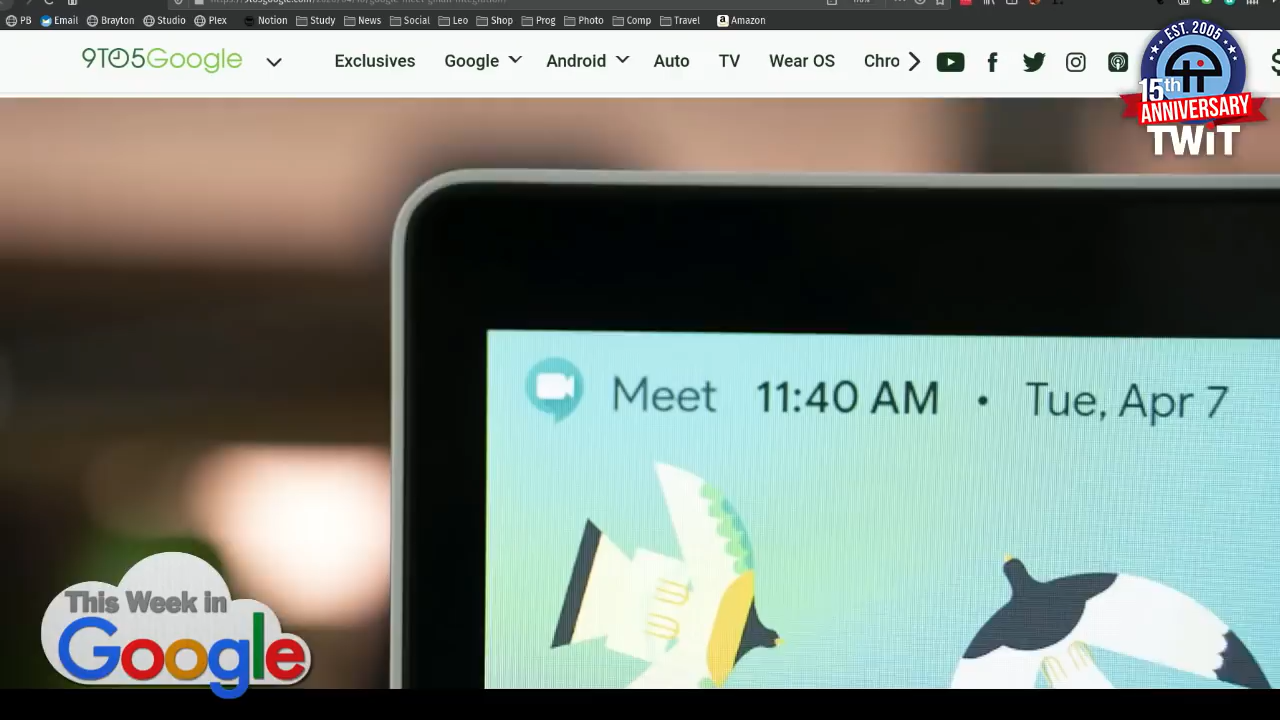 PB Email Brayton Studio Plex Notion Study News Social Leo Shop Prog Photo Comp Travel Amazon
9TO5Google Exclusives Google Android Auto TV Wear OS Chro
EST. 2005
15th
ANNIVERSARY
TWiT
Meet 11:40 AM • Tue, Apr 7
This Week in
Google